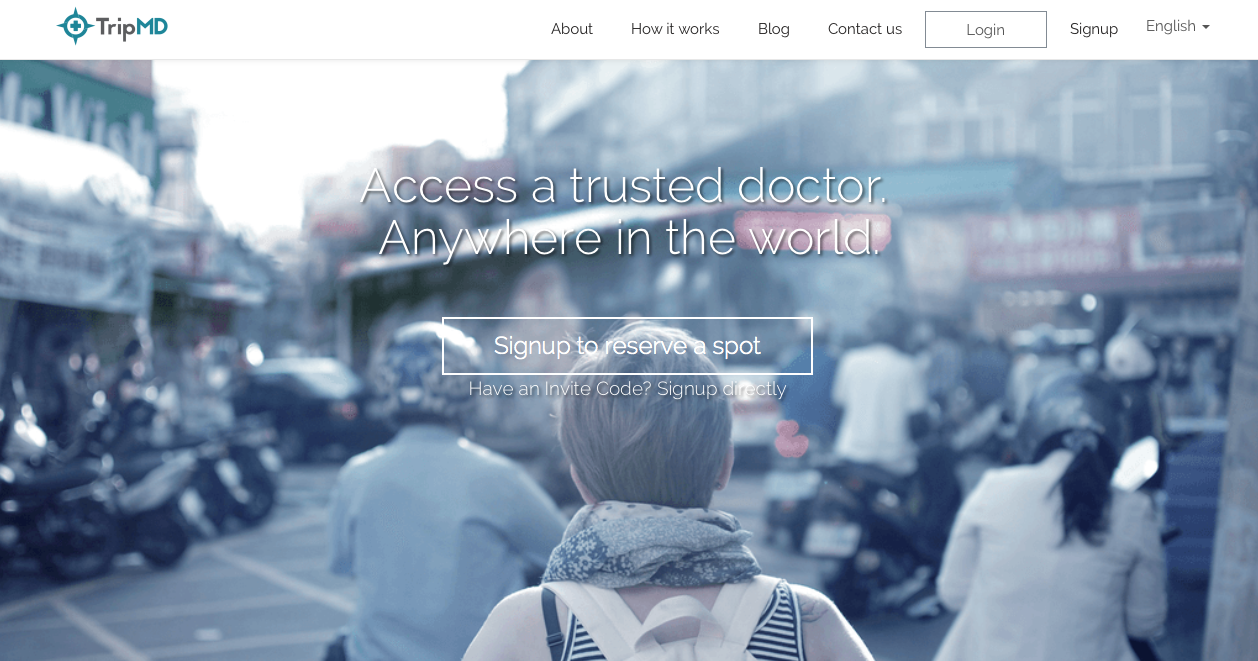 TripMD
About How it works Blog Contact us Login Signup English
Access a trusted doctor.
Anywhere in the world.
Signup to reserve a spot
Have an Invite Code? Signup directly